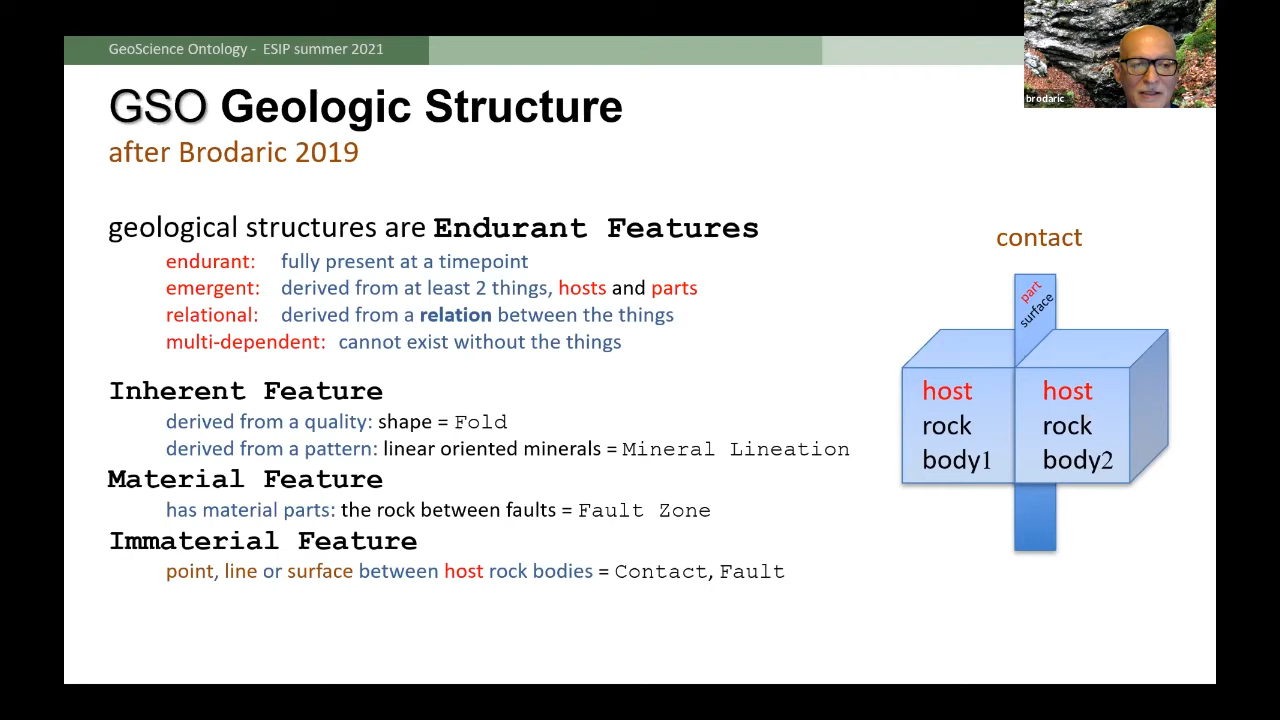 GeoScience Ontology - ESIP summer 2021
brodaric
GSO Geologic Structure
after Brodaric 2019
geological structures are Endurant Features
endurant: fully present at a timepoint
emergent: derived from at least 2 things, hosts and parts
relational: derived from a relation between the things
multi-dependent: cannot exist without the things
Inherent Feature
derived from a quality: shape = Fold
derived from a pattern: linear oriented minerals = Mineral Lineation
Material Feature
has material parts: the rock between faults = Fault Zone
Immaterial Feature
point, line or surface between host rock bodies = Contact, Fault
contact
part
surface
host
rock
body1
host
rock
body2